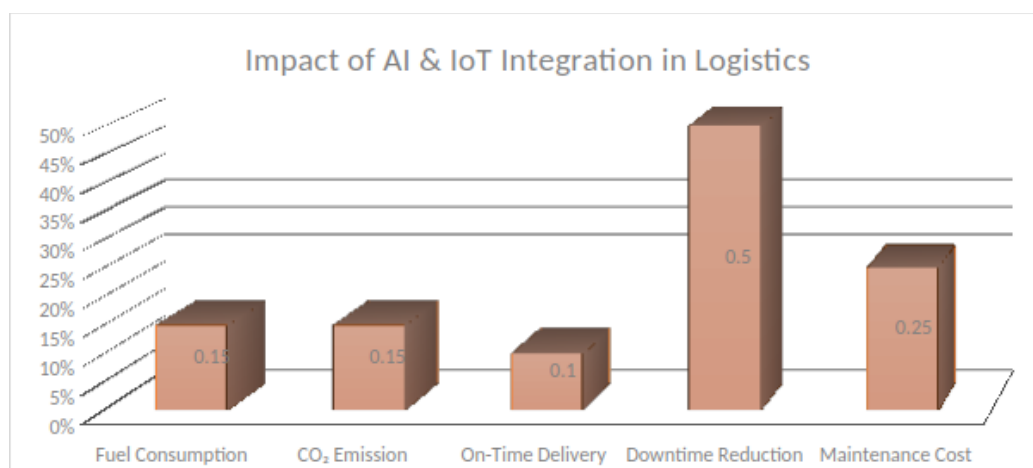 Impact of AI & IoT Integration in Logistics
50%
45%
40%
35%
30%
25%
20%
15%
10%
5%
0%
0.15
0.15
0.1
0.5
0.25
Fuel Consumption
CO₂ Emission
On-Time Delivery
Downtime Reduction
Maintenance Cost